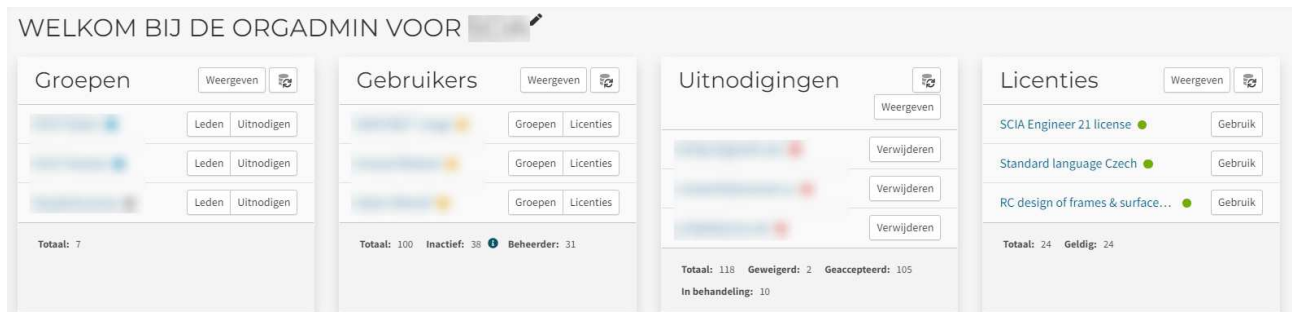 WELKOM BIJ DE ORGADMIN VOOR
Groepen Weergeven
Leden Uitnodigen
Leden Uitnodigen
Leden Uitnodigen
Totaal: 7
Gebruikers Weergeven
Groepen Licenties
Groepen Licenties
Groepen Licenties
Totaal: 100 Inactief: 38 Beheerder: 31
Uitnodigingen
Weergeven
Verwijderen
Verwijderen
Verwijderen
Totaal: 118 Geweigerd: 2 Geaccepteerd: 105
In behandeling: 10
Licenties Weergeven
SCIA Engineer 21 license Gebruik
Standard language Czech Gebruik
RC design of frames & surface... Gebruik
Totaal: 24 Geldig: 24